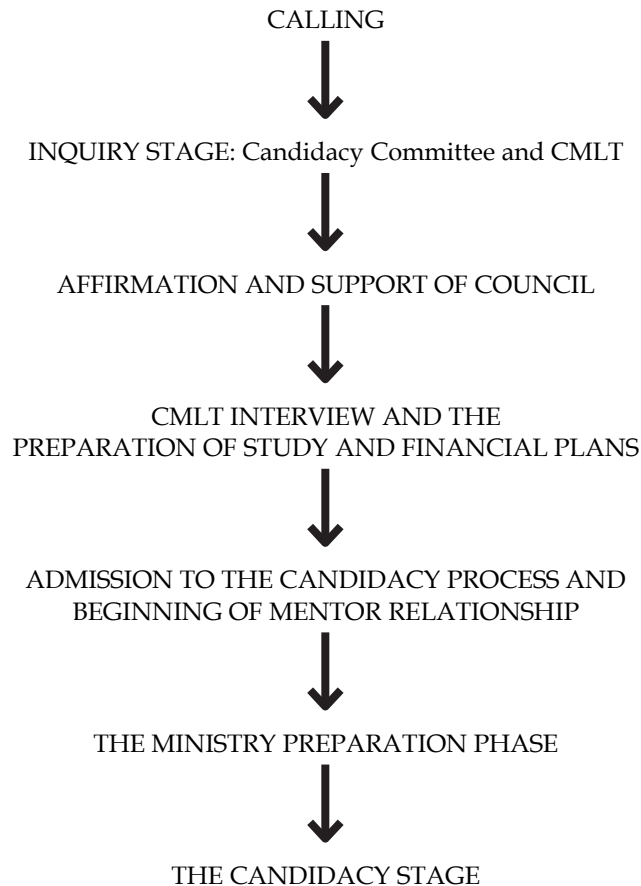 CALLING
INQUIRY STAGE: Candidacy Committee and CMLT
AFFIRMATION AND SUPPORT OF COUNCIL
CMLT INTERVIEW AND THE
PREPARATION OF STUDY AND FINANCIAL PLANS
ADMISSION TO THE CANDIDACY PROCESS AND
BEGINNING OF MENTOR RELATIONSHIP
THE MINISTRY PREPARATION PHASE
THE CANDIDACY STAGE